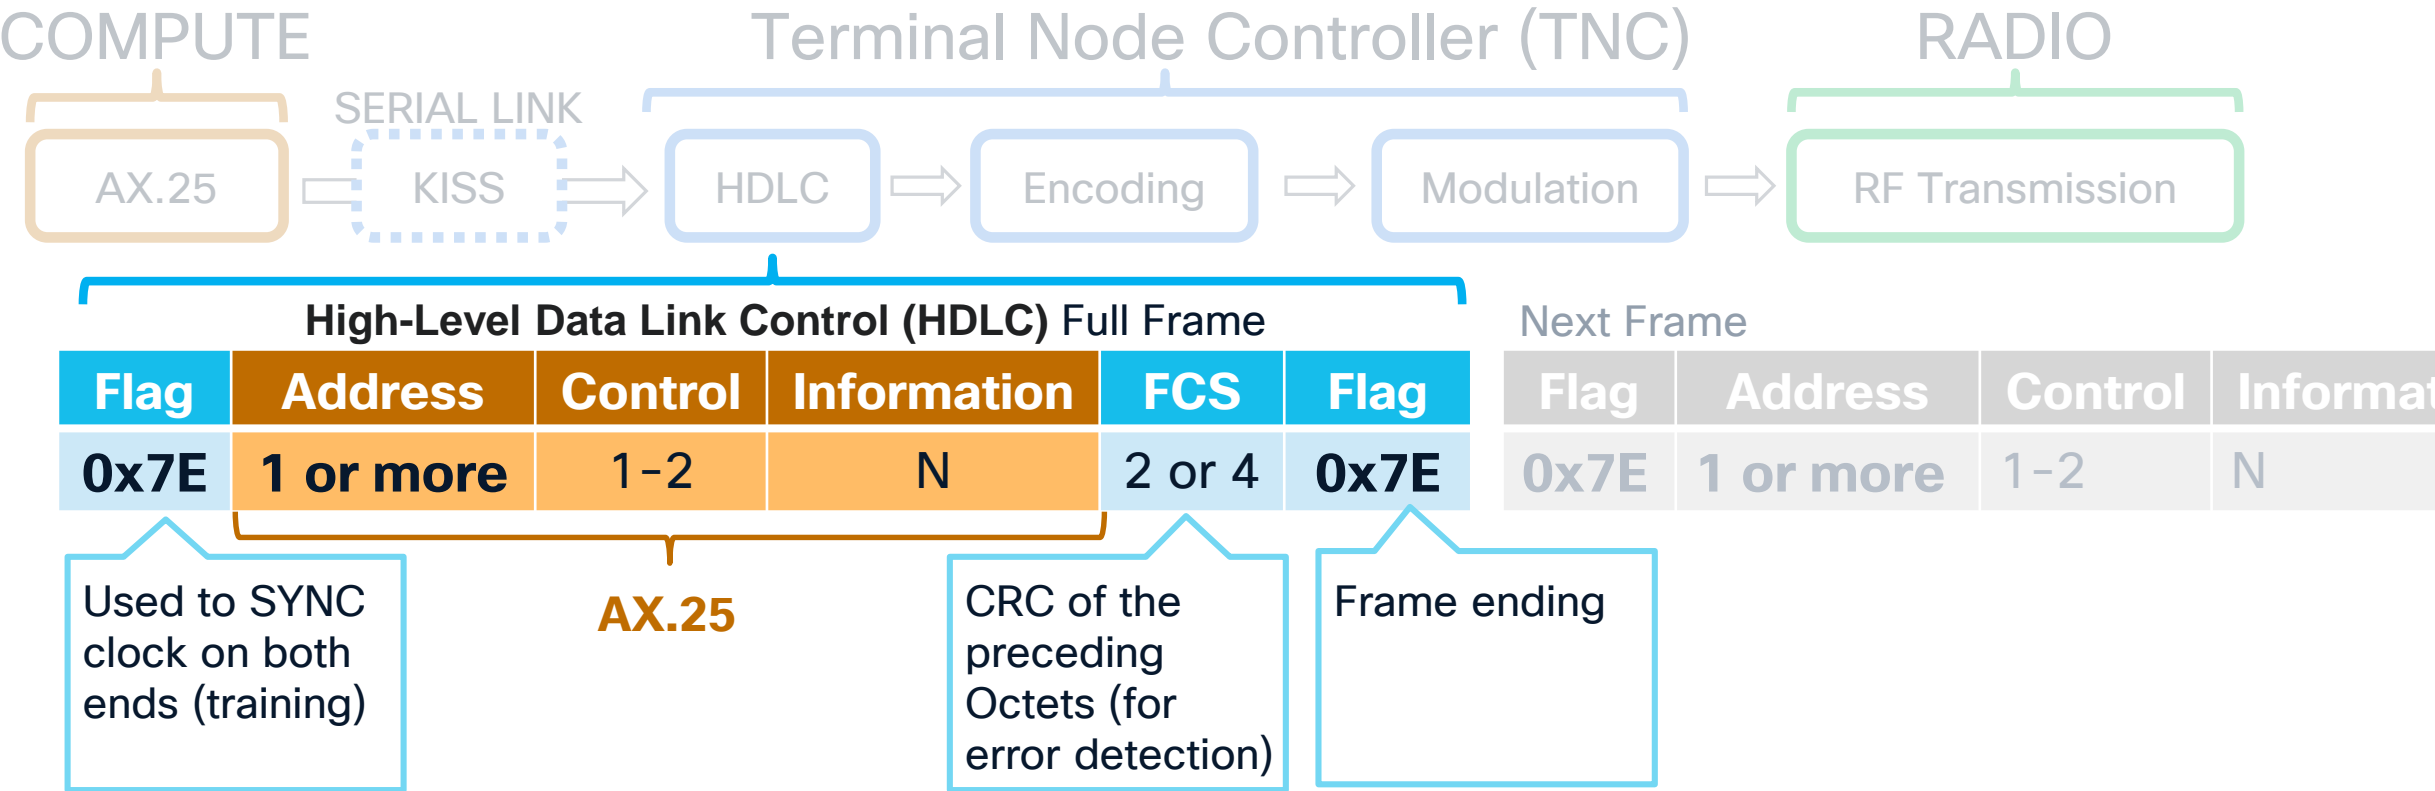 COMPUTE Terminal Node Controller (TNC) RADIO
SERIAL LINK
AX.25 KISS HDLC Encoding Modulation RF Transmission
High-Level Data Link Control (HDLC) Full Frame Next Frame
Flag Address Control Information FCS Flag Flag Address Control Informat
0x7E 1 or more 1-2 N 2 or 4 0x7E 0x7E 1 or more 1-2 N
Used to SYNC
clock on both
ends (training)
AX.25
CRC of the
preceding
Octets (for
error detection)
Frame ending